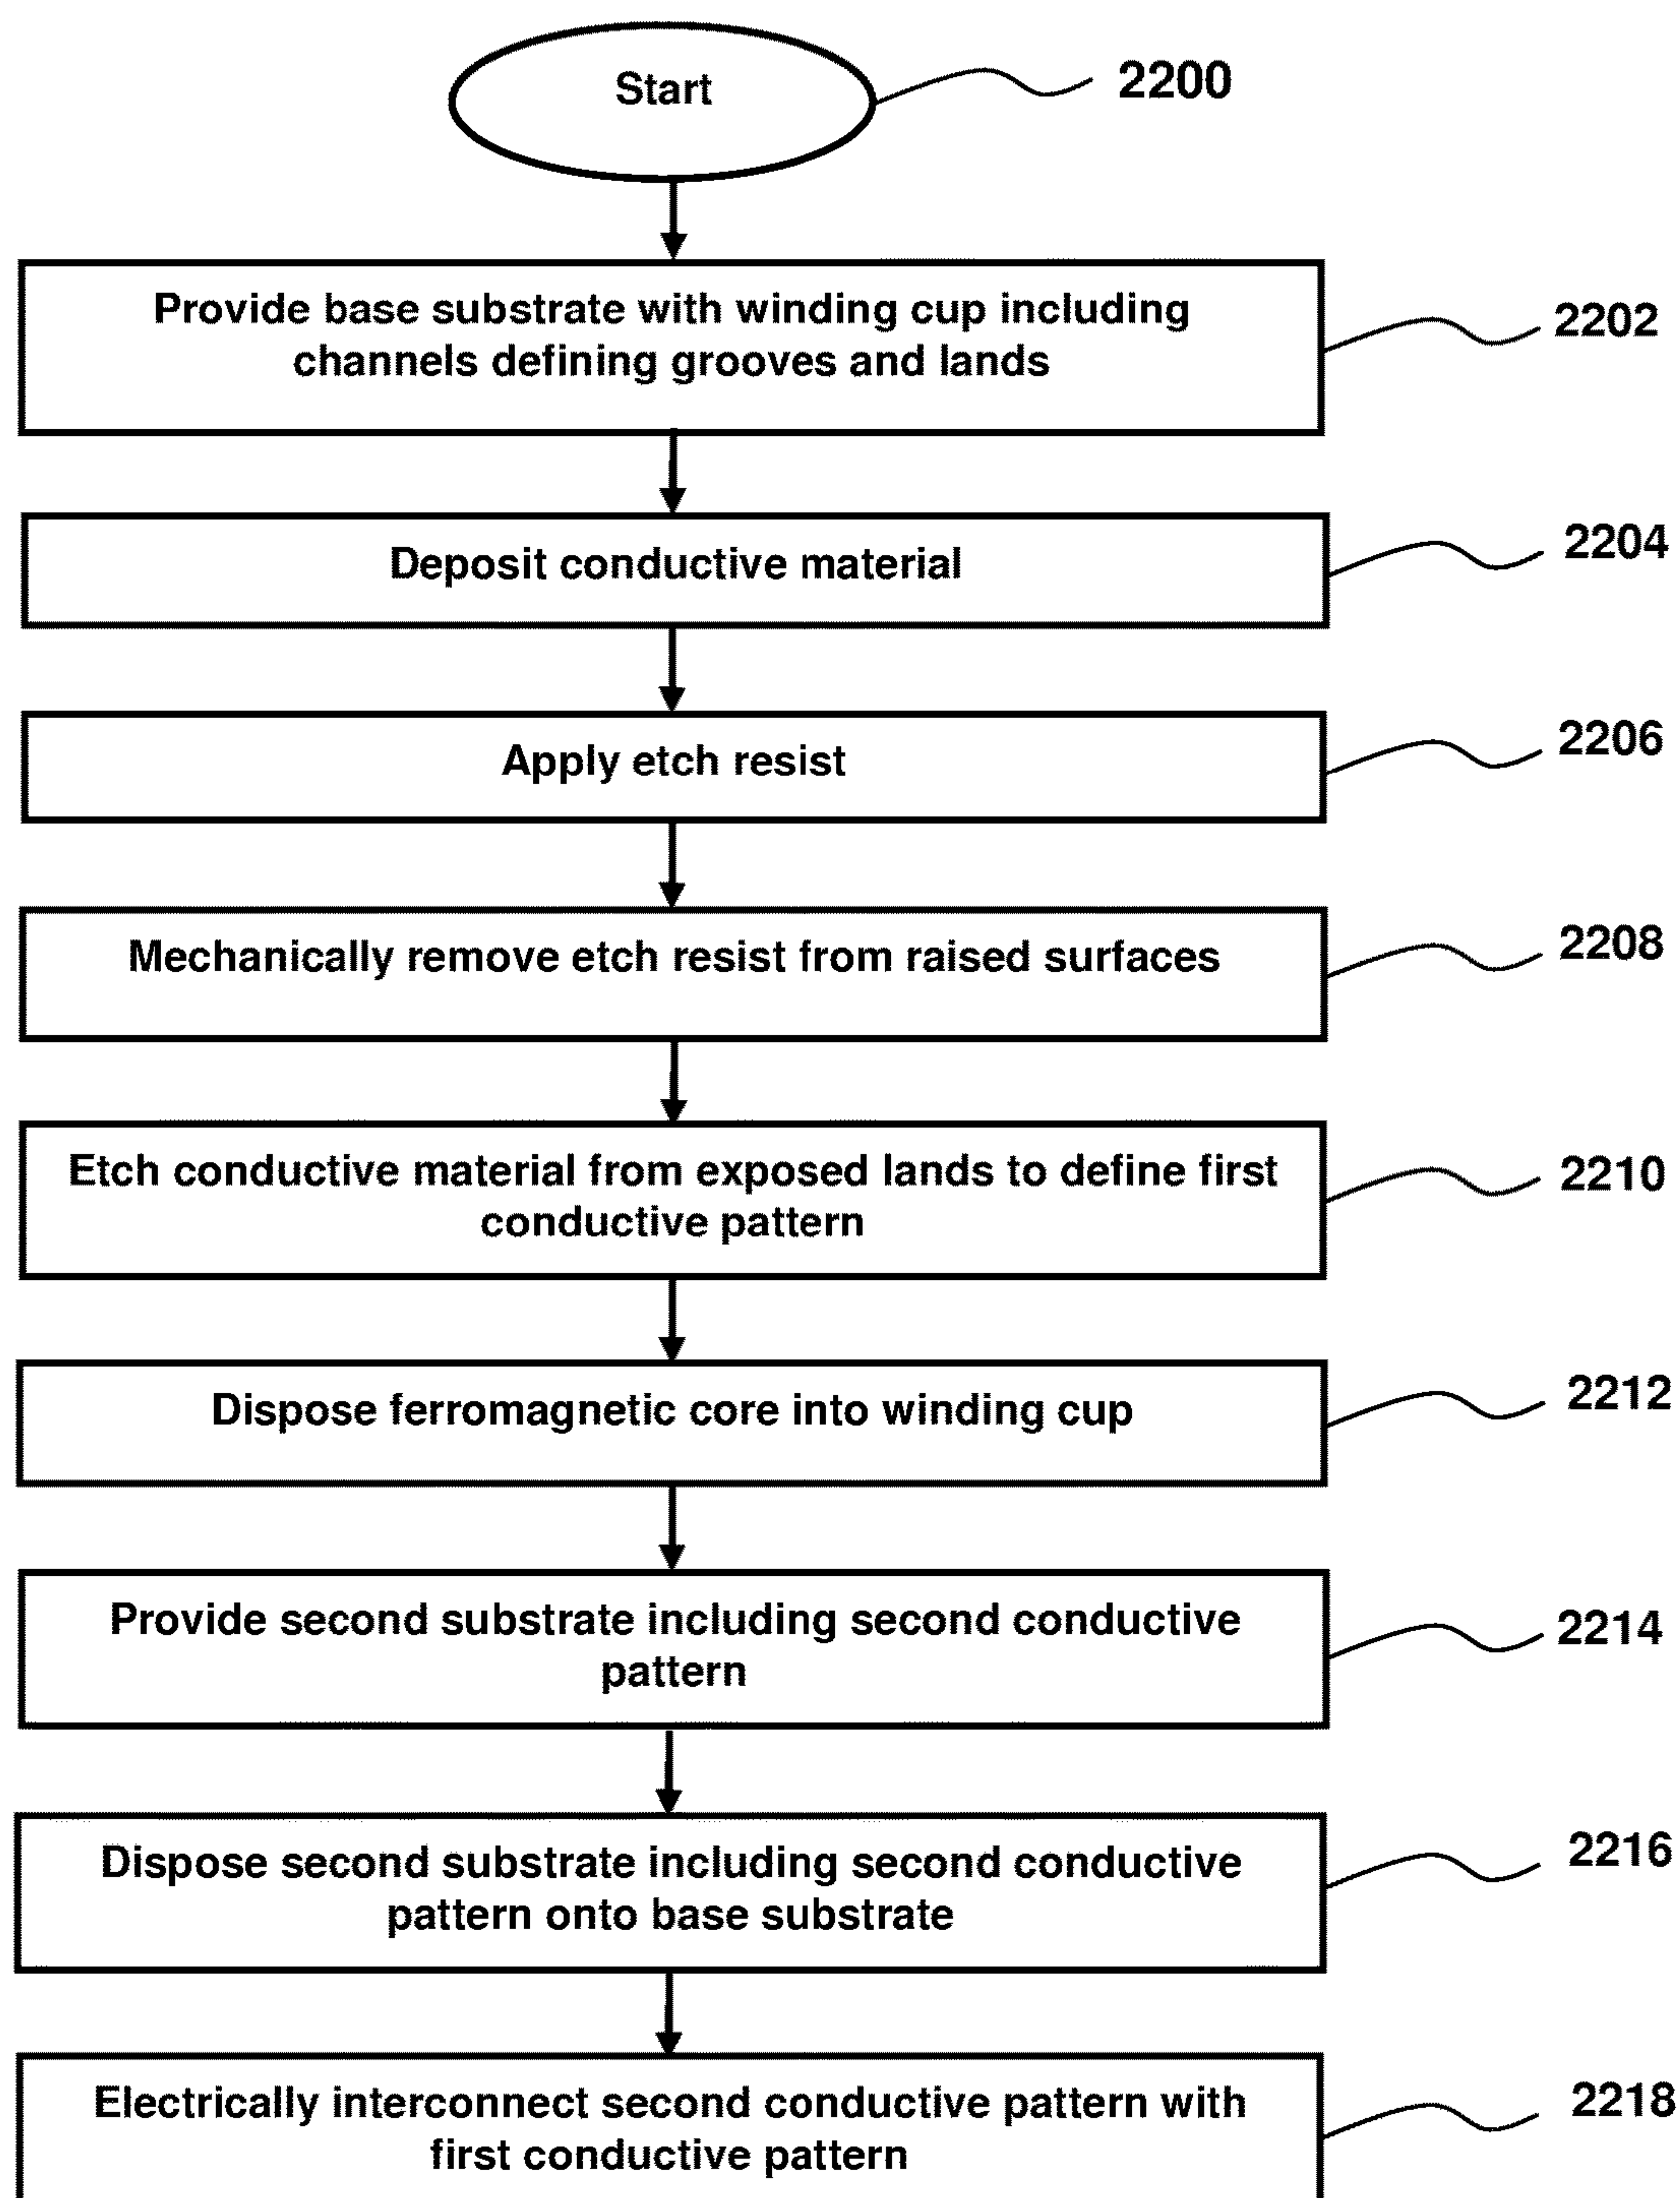 Start
2200
Provide base substrate with winding cup including
channels defining grooves and lands
2202
Deposit conductive material
2204
Apply etch resist
2206
Mechanically remove etch resist from raised surfaces
2208
Etch conductive material from exposed lands to define first
conductive pattern
2210
Dispose ferromagnetic core into winding cup
2212
Provide second substrate including second conductive
pattern
2214
Dispose second substrate including second conductive
pattern onto base substrate
2216
Electrically interconnect second conductive pattern with
first conductive pattern
2218